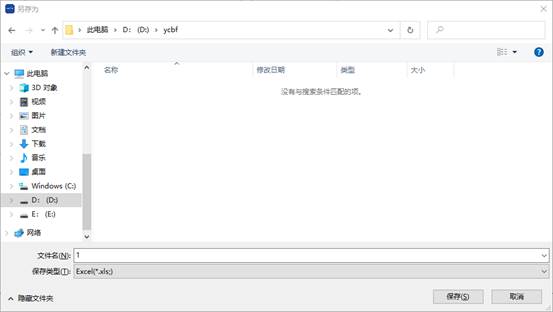 另存为
此电脑 > D: (D:) > ycbf
组织 新建文件夹
名称 修改日期 类型 大小
没有与搜索条件匹配的项。
此电脑
3D 对象
视频
图片
文档
下载
音乐
桌面
Windows (C:)
D: (D:)
E: (E:)
网络
文件名(N): 1
保存类型(T): Excel(*.xls;)
隐藏文件夹 保存(S) 取消